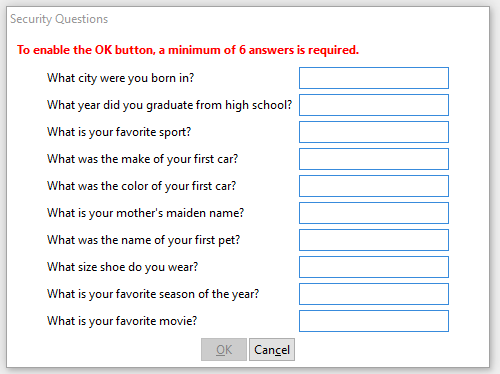 Security Questions
To enable the OK button, a minimum of 6 answers is required.
What city were you born in?
What year did you graduate from high school?
What is your favorite sport?
What was the make of your first car?
What was the color of your first car?
What is your mother's maiden name?
What was the name of your first pet?
What size shoe do you wear?
What is your favorite season of the year?
What is your favorite movie?
OK Cancel